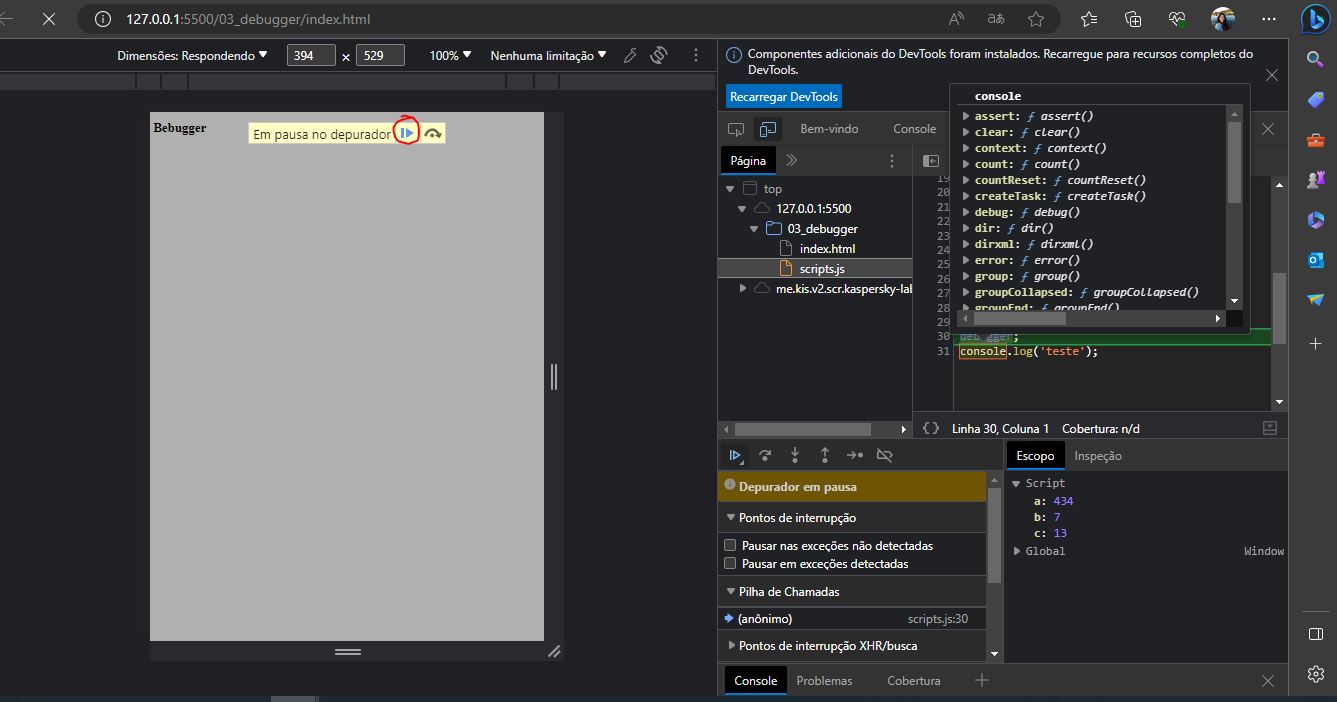 127.0.0.1:5500/03_debugger/index.html
Dimensões: Respondendo
394 x 529
100%
Nenhuma limitação
Bebugger
Em pausa no depurador
Componentes adicionais do DevTools foram instalados. Recarregue para recursos completos do
DevTools.
Recarregar DevTools
Bem-vindo
Console
Página
top
127.0.0.1:5500
03_debugger
index.html
scripts.js
me.kis.v2.scr.kaspersky-lab
console
assert: ƒ assert()
clear: ƒ clear()
context: ƒ context()
count: ƒ count()
countReset: ƒ countReset()
createTask: ƒ createTask()
debug: ƒ debug()
dir: ƒ dir()
dirxml: ƒ dirxml()
error: ƒ error()
group: ƒ group()
groupCollapsed: ƒ groupCollapsed()
groupEnd: ƒ groupEnd()
19
20
21
22
23
24
25
26
27
28
29
30 debugger;
31 console.log('teste');
{} Linha 30, Coluna 1 Cobertura: n/d
Depurador em pausa
Pontos de interrupção
Pausar nas exceções não detectadas
Pausar em exceções detectadas
Pilha de Chamadas
(anônimo) scripts.js:30
Pontos de interrupção XHR/busca
Escopo
Inspeção
Script
a: 434
b: 7
c: 13
Global Window
Console
Problemas
Cobertura